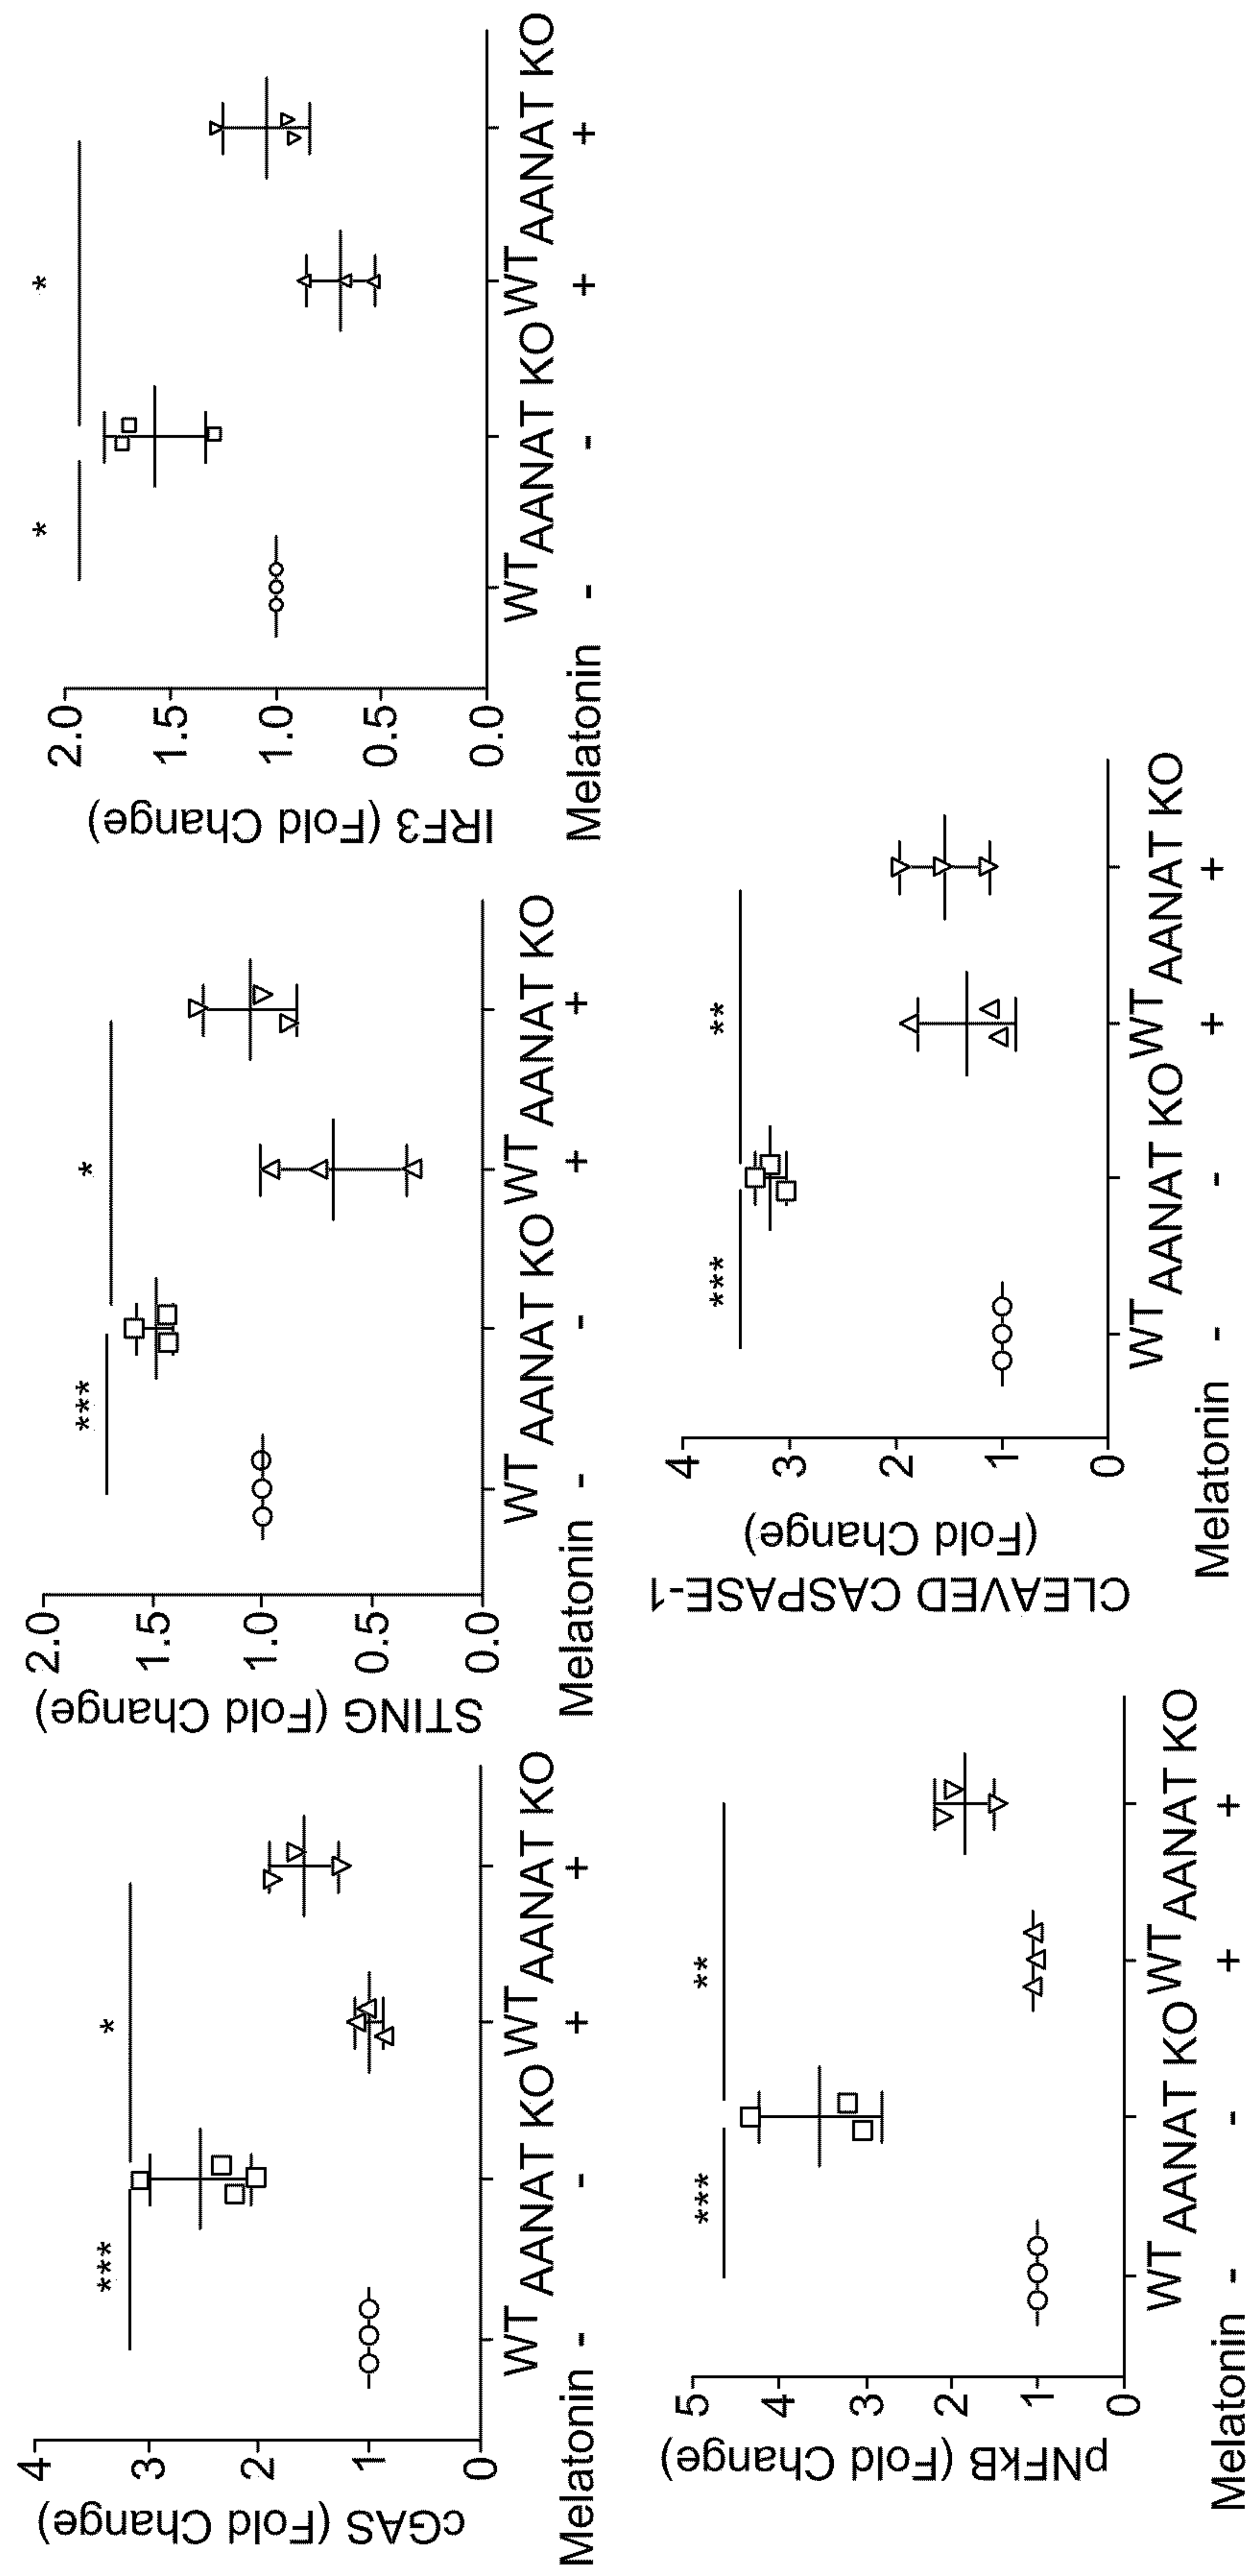 cGAS (Fold Change)
4
3
2
1
0
***
*
WT AANAT KO WT AANAT KO
Melatonin - - + +
STING (Fold Change)
2.0
1.5
1.0
0.5
0.0
***
*
WT AANAT KO WT AANAT KO
Melatonin - - + +
IRF3 (Fold Change)
2.0
1.5
1.0
0.5
0.0
*
*
WT AANAT KO WT AANAT KO
Melatonin - - + +
pNFkB (Fold Change)
5
4
3
2
1
0
***
**
WT AANAT KO WT AANAT KO
Melatonin - - + +
CLEAVED CASPASE-1
(Fold Change)
4
3
2
1
0
***
**
WT AANAT KO WT AANAT KO
Melatonin - - + +